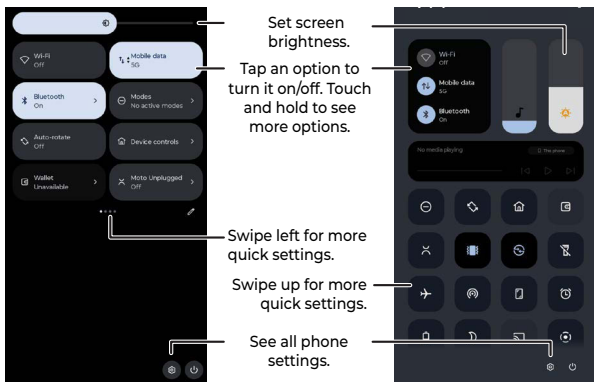 Set screen
brightness.
Tap an option to
turn it on/off. Touch
and hold to see
more options.
Swipe left for more
quick settings.
Swipe up for more
quick settings.
See all phone
settings.
Wi-Fi
Off
Mobile data
5G
Bluetooth
On
Modes
No active modes
Auto-rotate
Off
Device controls
Wallet
Unavailable
Moto Unplugged
Off
Wi-Fi
Off
Mobile data
5G
Bluetooth
On
No media playing
This phone